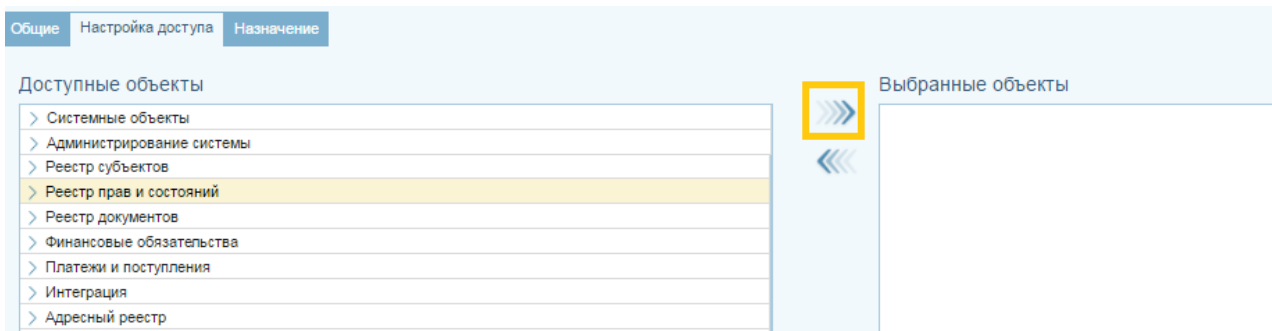 Общие Настройка доступа Назначение
Доступные объекты Выбранные объекты
Системные объекты
Администрирование системы
Реестр субъектов
Реестр прав и состояний
Реестр документов
Финансовые обязательства
Платежи и поступления
Интеграция
Адресный реестр